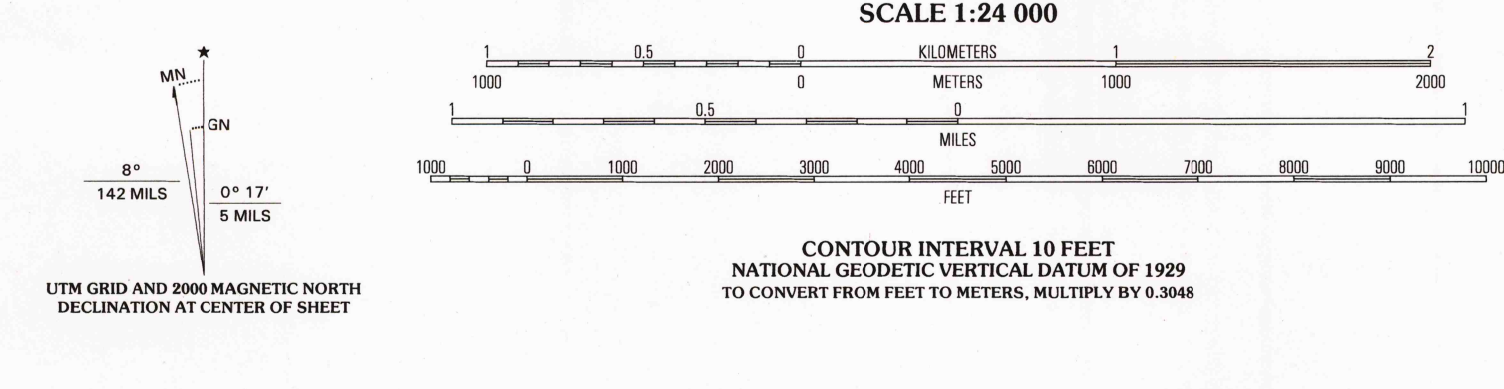 SCALE 1:24 000
1 0.5 0 KILOMETERS 1 2
1000 0 METERS 1000 2000
1 0.5 0 1
MILES
1000 0 1000 2000 3000 4000 5000 6000 7000 8000 9000 10000
FEET
CONTOUR INTERVAL 10 FEET
NATIONAL GEODETIC VERTICAL DATUM OF 1929
TO CONVERT FROM FEET TO METERS, MULTIPLY BY 0.3048
★
MN
GN
8°
142 MILS
0° 17′
5 MILS
UTM GRID AND 2000 MAGNETIC NORTH
DECLINATION AT CENTER OF SHEET